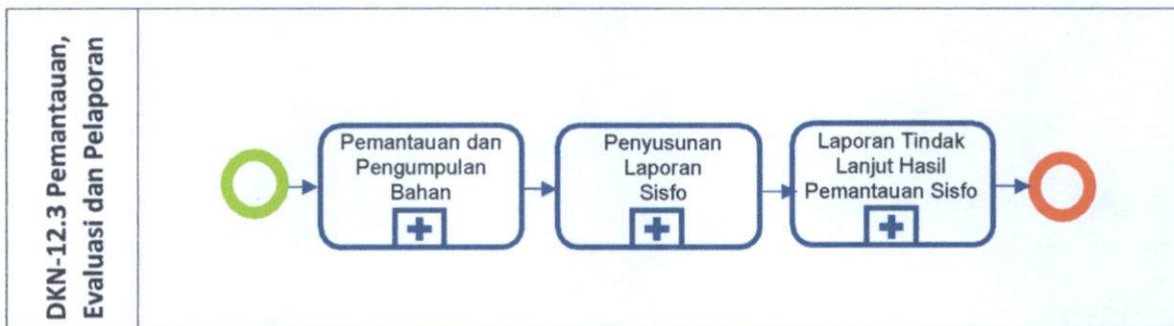 DKN-12.3 Pemantauan,
Evaluasi dan Pelaporan
Pemantauan dan
Pengumpulan
Bahan
Penyusunan
Laporan
Sisfo
Laporan Tindak
Lanjut Hasil
Pemantauan Sisfo